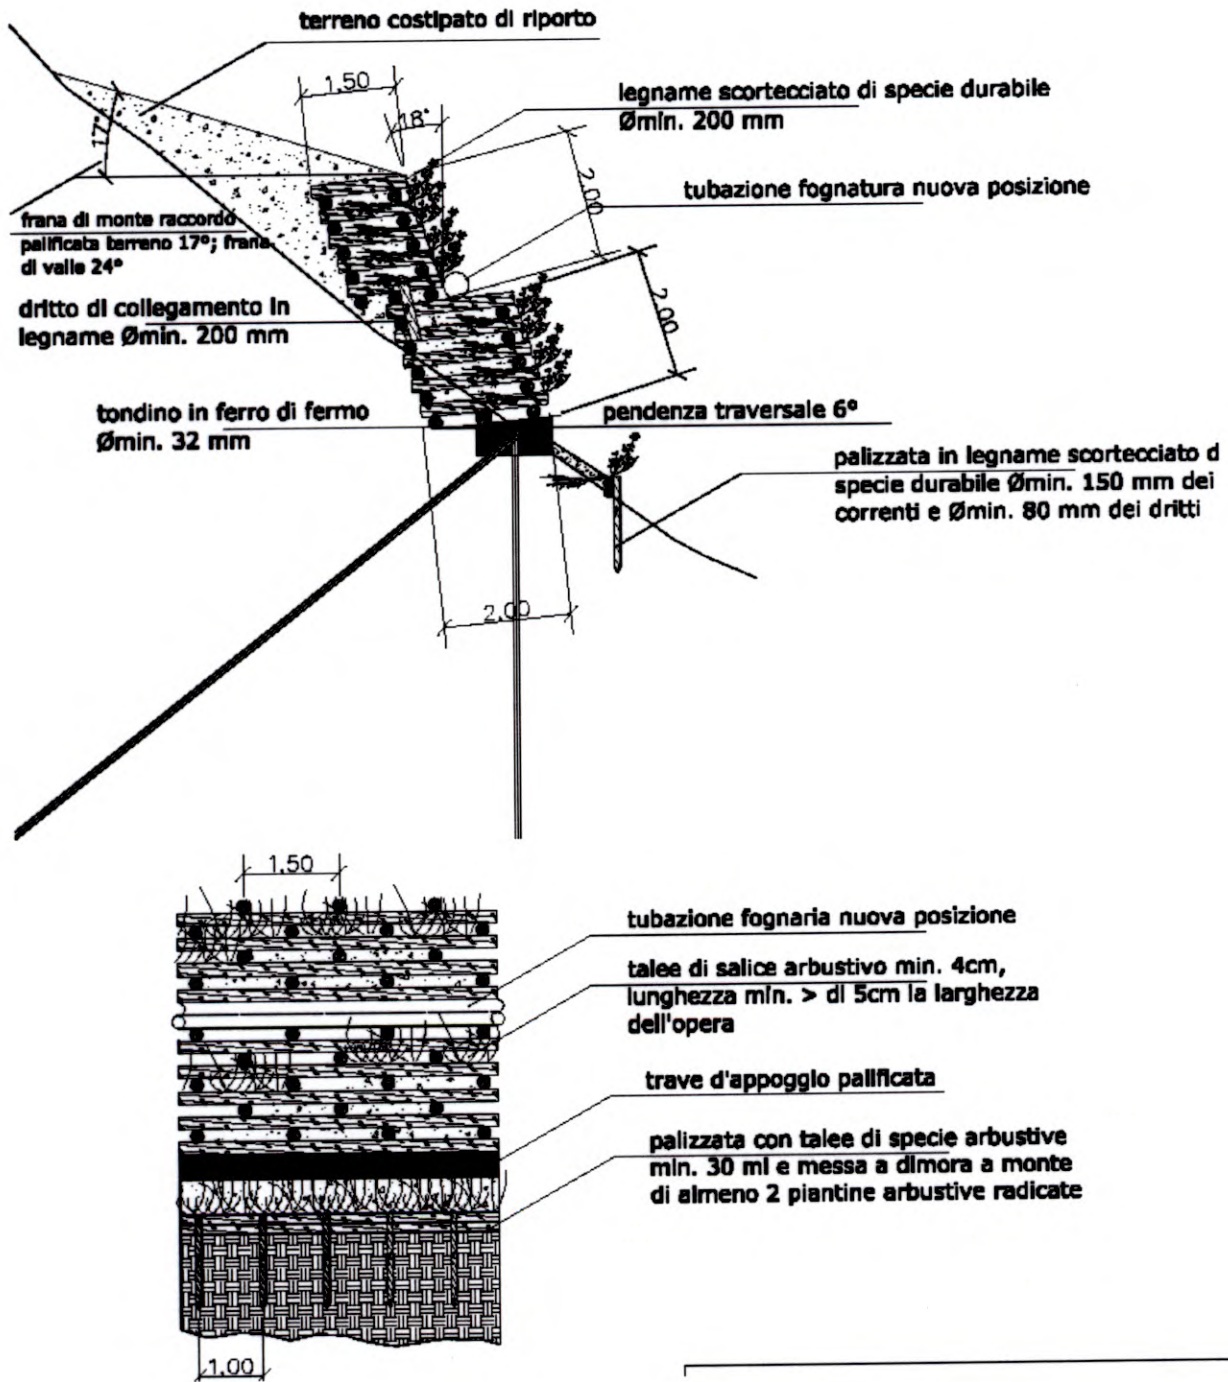 terreno costipato di riporto
1,50
legname scortecciato di specie durabile
Ømin. 200 mm
17°
18°
2,00
tubazione fognatura nuova posizione
frana di monte raccordo
palificata terreno 17°; frana
di valle 24°
2,00
dritto di collegamento in
legname Ømin. 200 mm
tondino in ferro di fermo
Ømin. 32 mm
pendenza traversale 6°
palizzata in legname scortecciato d
specie durabile Ømin. 150 mm dei
correnti e Ømin. 80 mm dei dritti
2,00
1,50
tubazione fognaria nuova posizione
talee di salice arbustivo min. 4cm,
lunghezza min. > di 5cm la larghezza
dell'opera
trave d'appoggio palificata
palizzata con talee di specie arbustive
min. 30 ml e messa a dimora a monte
di almeno 2 piantine arbustive radicate
1,00